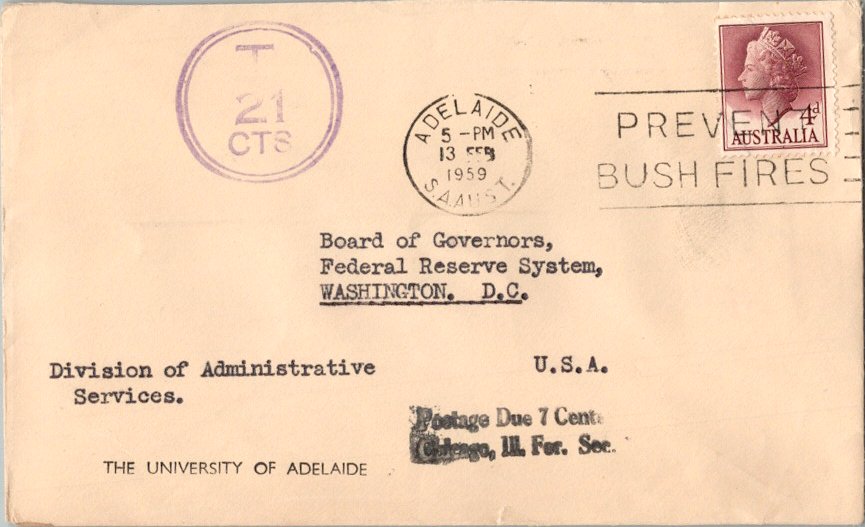 T
21
CTS
ADELAIDE
5 - PM
13 FEB
1959
S.A. AUST.
4d
AUSTRALIA
PREVENT
BUSH FIRES
Board of Governors,
Federal Reserve System,
WASHINGTON. D.C.
U.S.A.
Division of Administrative
Services.
Postage Due 7 Cents
Chicago, Ill. For. Sec.
THE UNIVERSITY OF ADELAIDE